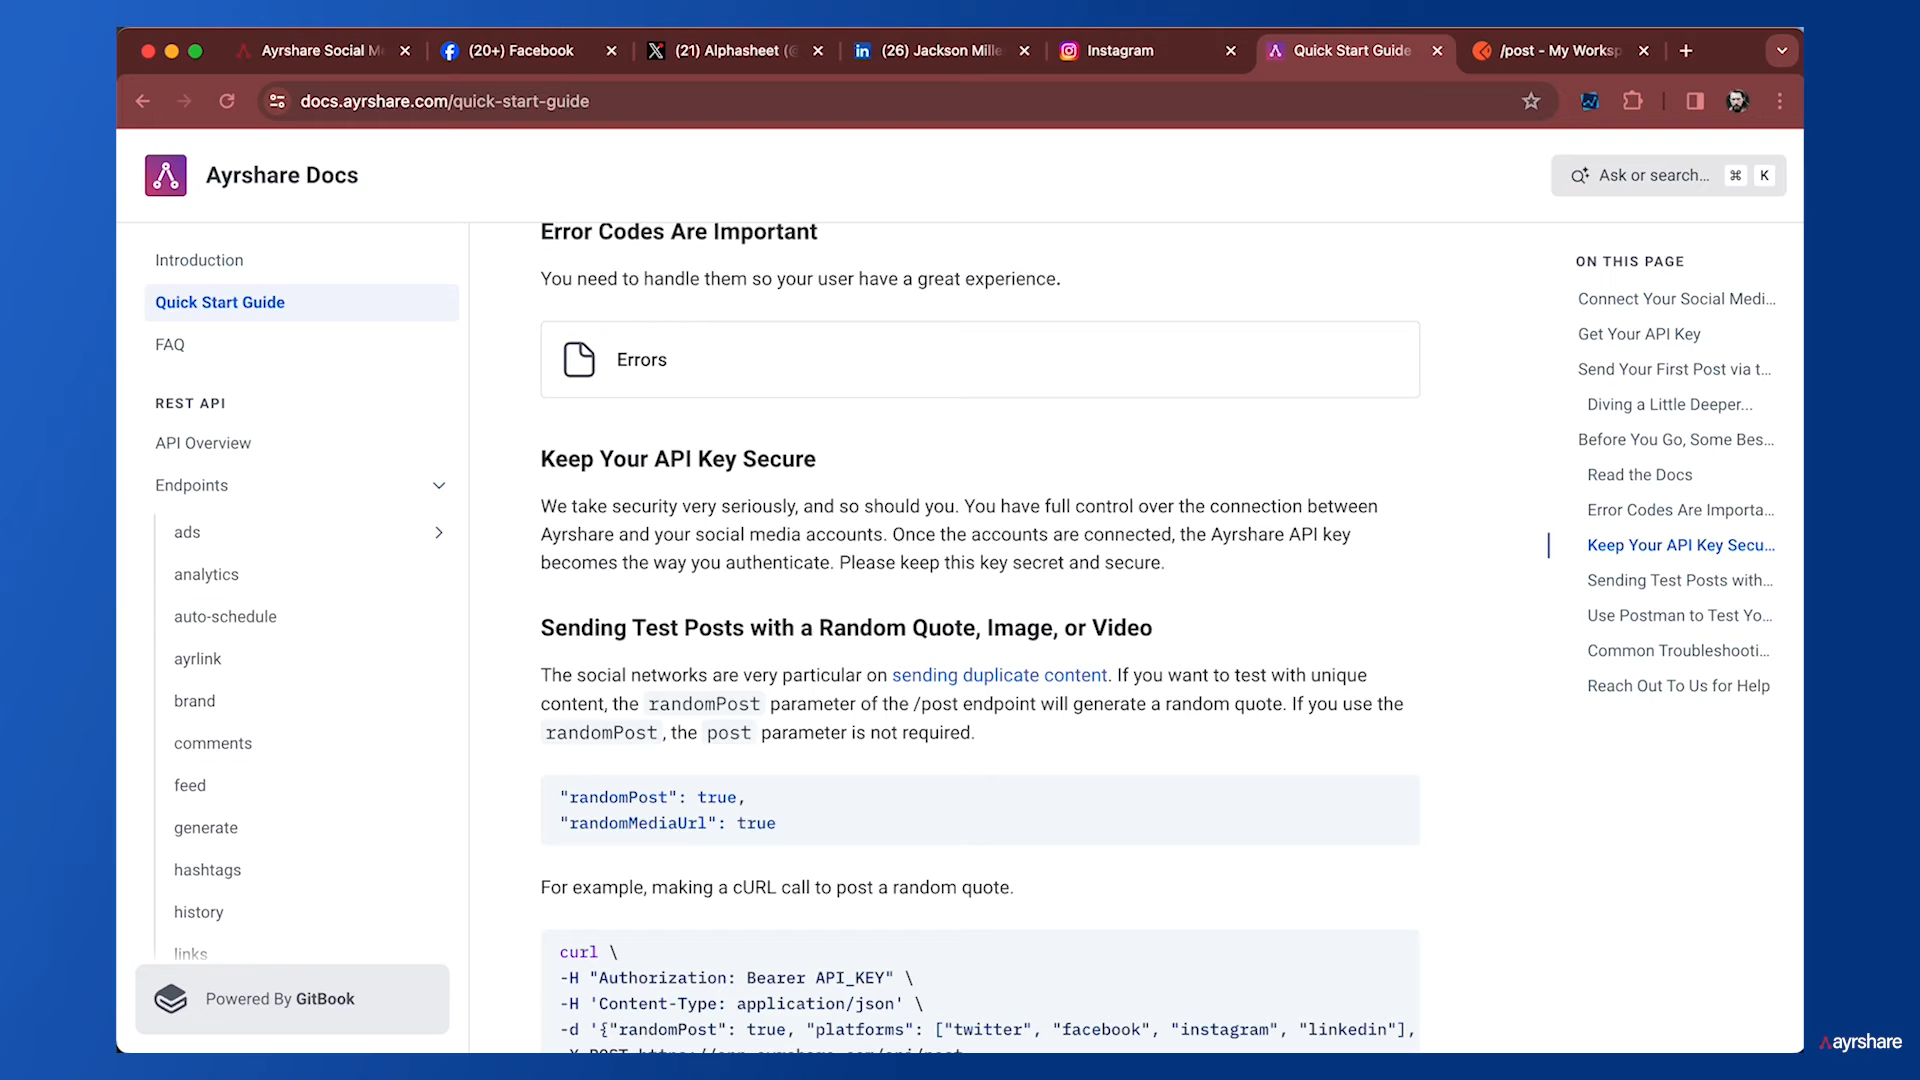 Ayrshare Social M
(20+) Facebook
(21) Alphasheet (@
(26) Jackson Mille
Instagram
Quick Start Guide
/post - My Worksp
docs.ayrshare.com/quick-start-guide
Ayrshare Docs
Ask or search...
⌘
K
Introduction
Quick Start Guide
FAQ
REST API
API Overview
Endpoints
ads
analytics
auto-schedule
ayrlink
brand
comments
feed
generate
hashtags
history
links
Powered By GitBook
Error Codes Are Important
You need to handle them so your user have a great experience.
Errors
Keep Your API Key Secure
We take security very seriously, and so should you. You have full control over the connection between
Ayrshare and your social media accounts. Once the accounts are connected, the Ayrshare API key
becomes the way you authenticate. Please keep this key secret and secure.
Sending Test Posts with a Random Quote, Image, or Video
The social networks are very particular on sending duplicate content. If you want to test with unique
content, the randomPost parameter of the /post endpoint will generate a random quote. If you use the
randomPost, the post parameter is not required.
"randomPost": true,
"randomMediaUrl": true
For example, making a cURL call to post a random quote.
curl \
-H "Authorization: Bearer API_KEY" \
-H 'Content-Type: application/json' \
-d '{"randomPost": true, "platforms": ["twitter", "facebook", "instagram", "linkedin"],
ON THIS PAGE
Connect Your Social Medi...
Get Your API Key
Send Your First Post via t...
Diving a Little Deeper...
Before You Go, Some Bes...
Read the Docs
Error Codes Are Importa...
Keep Your API Key Secu...
Sending Test Posts with...
Use Postman to Test Yo...
Common Troubleshooti...
Reach Out To Us for Help
ayrshare